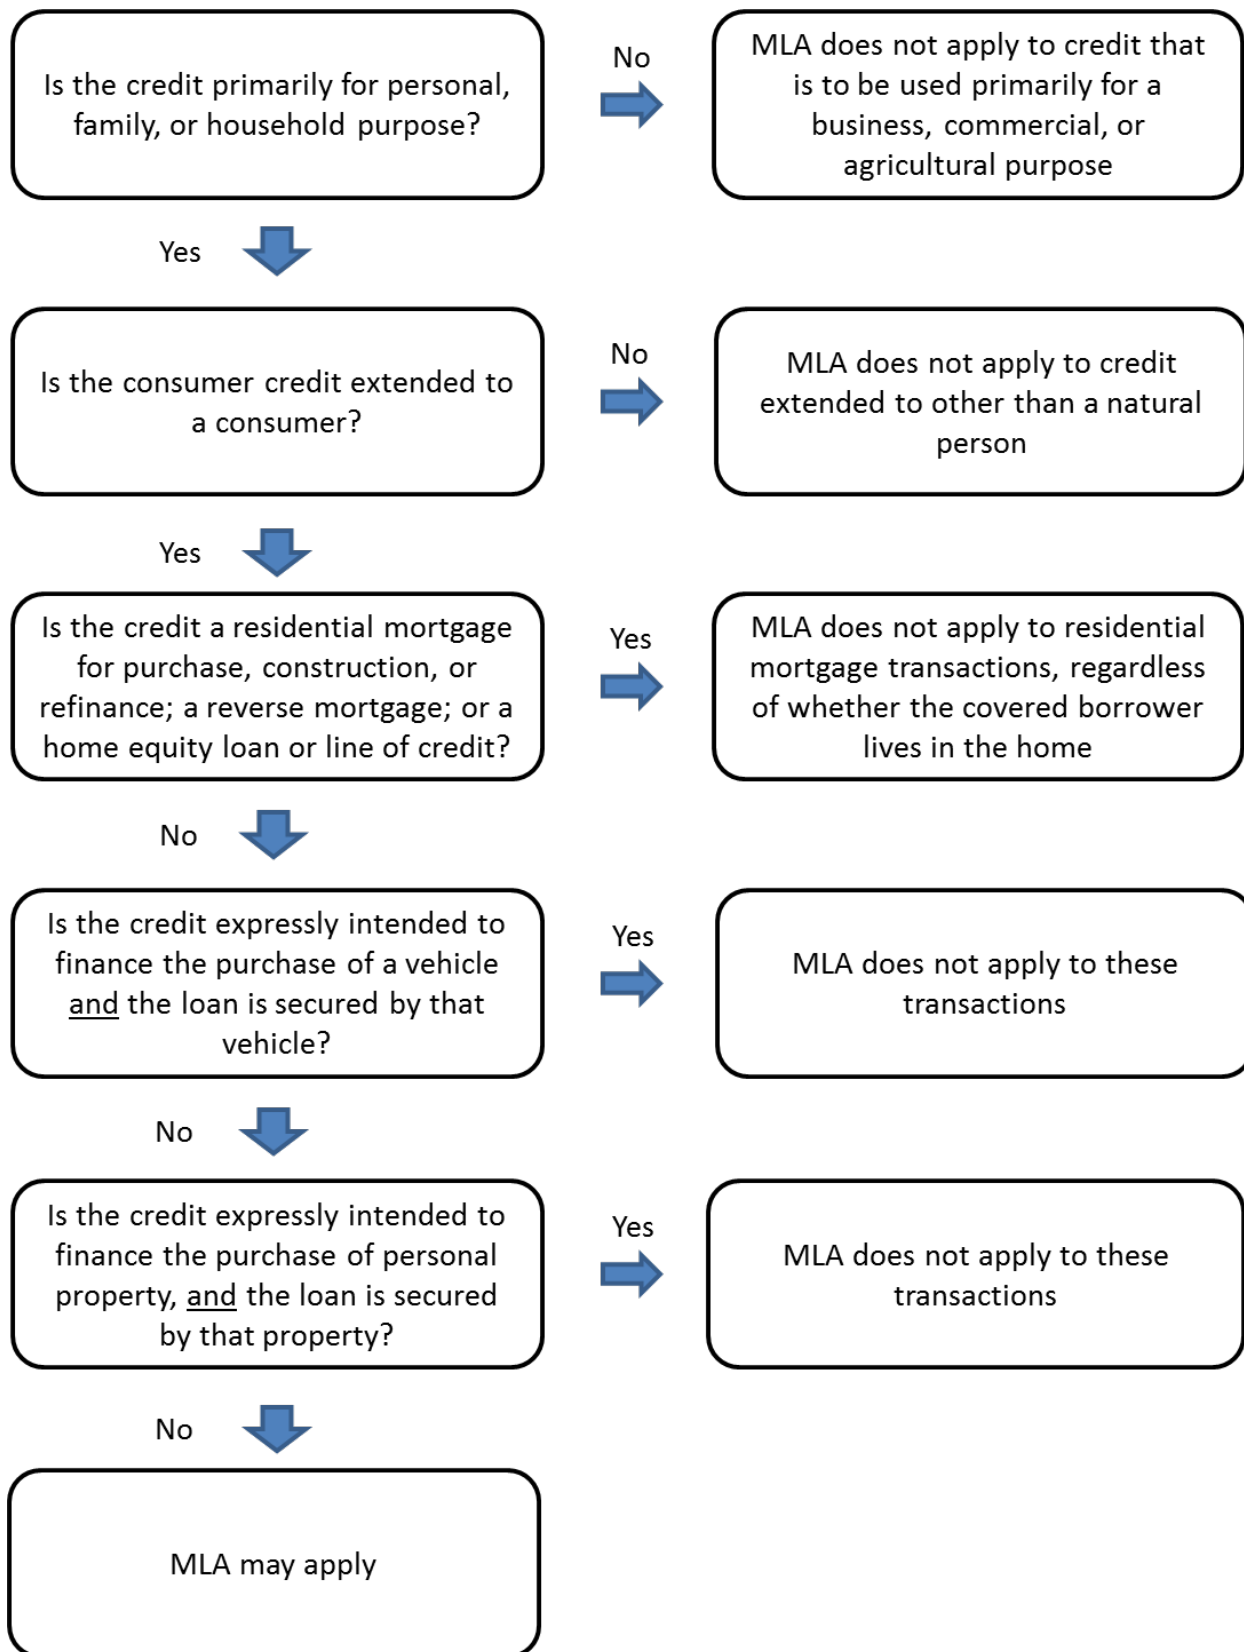 Is the credit primarily for personal,
family, or household purpose?
No
MLA does not apply to credit that
is to be used primarily for a
business, commercial, or
agricultural purpose
Yes
Is the consumer credit extended to
a consumer?
No
MLA does not apply to credit
extended to other than a natural
person
Yes
Is the credit a residential mortgage
for purchase, construction, or
refinance; a reverse mortgage; or a
home equity loan or line of credit?
Yes
MLA does not apply to residential
mortgage transactions, regardless
of whether the covered borrower
lives in the home
No
Is the credit expressly intended to
finance the purchase of a vehicle
and the loan is secured by that
vehicle?
Yes
MLA does not apply to these
transactions
No
Is the credit expressly intended to
finance the purchase of personal
property, and the loan is secured
by that property?
Yes
MLA does not apply to these
transactions
No
MLA may apply